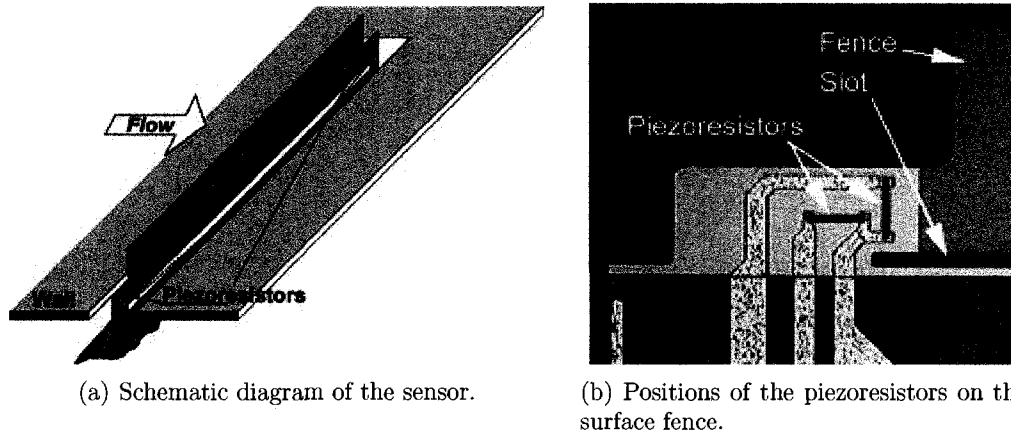 Flow
Wall
Piezoresistors
(a) Schematic diagram of the sensor.
Fence
Slot
Piezoresistors
(b) Positions of the piezoresistors on th
surface fence.